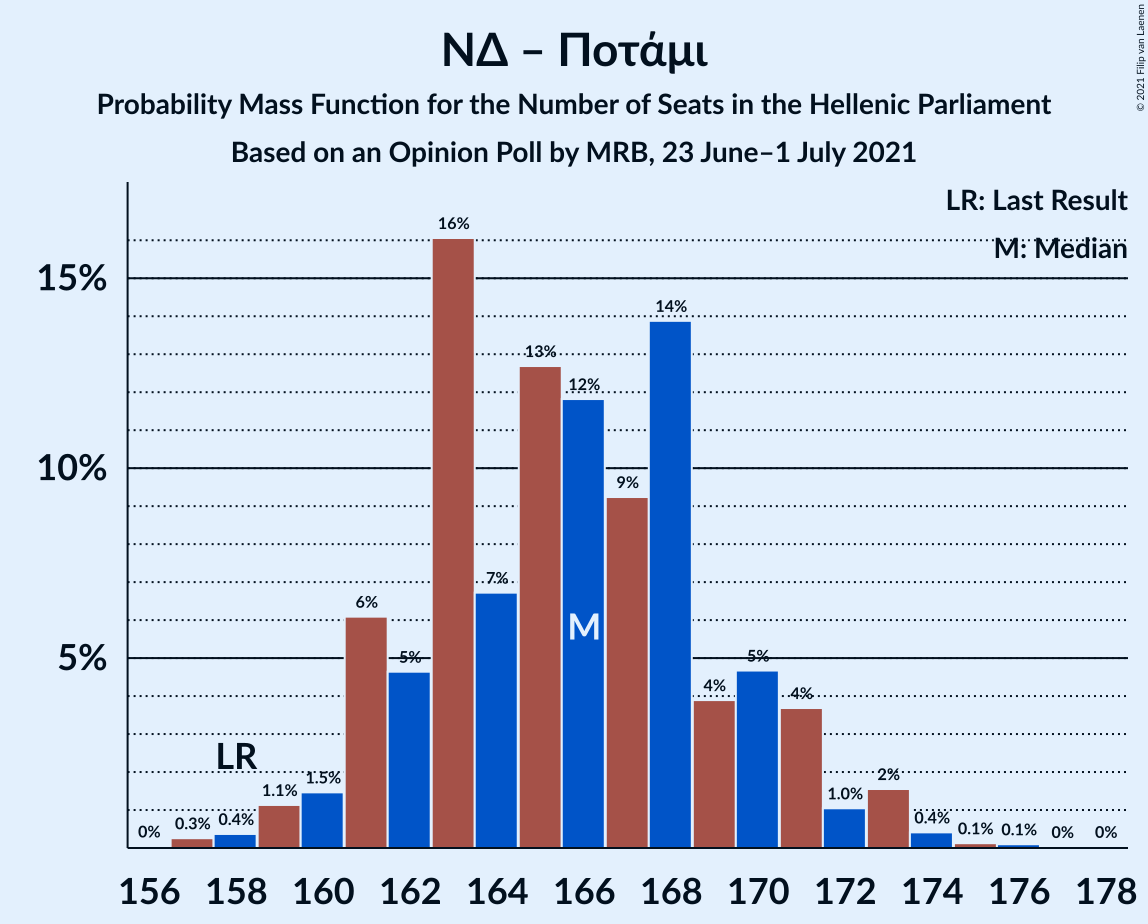 ΝΔ – Ποτάμι
Probability Mass Function for the Number of Seats in the Hellenic Parliament
Based on an Opinion Poll by MRB, 23 June–1 July 2021
© 2021 Filip van Laenen
LR: Last Result
M: Median
15%
10%
5%
0%
0.3%
0.4%
1.1%
1.5%
6%
5%
16%
7%
13%
12%
9%
14%
4%
5%
4%
1.0%
2%
0.4%
0.1%
0.1%
0%
0%
LR
M
156 158 160 162 164 166 168 170 172 174 176 178